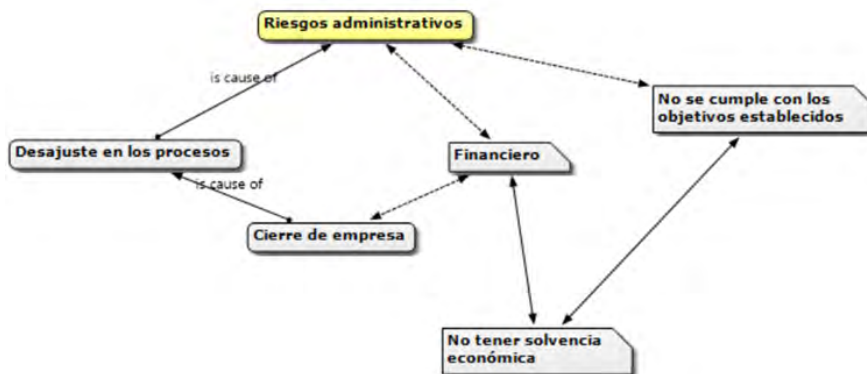 Riesgos administrativos
is cause of
No se cumple con los
objetivos establecidos
Desajuste en los procesos
Financiero
is cause of
Cierre de empresa
No tener solvencia
económica